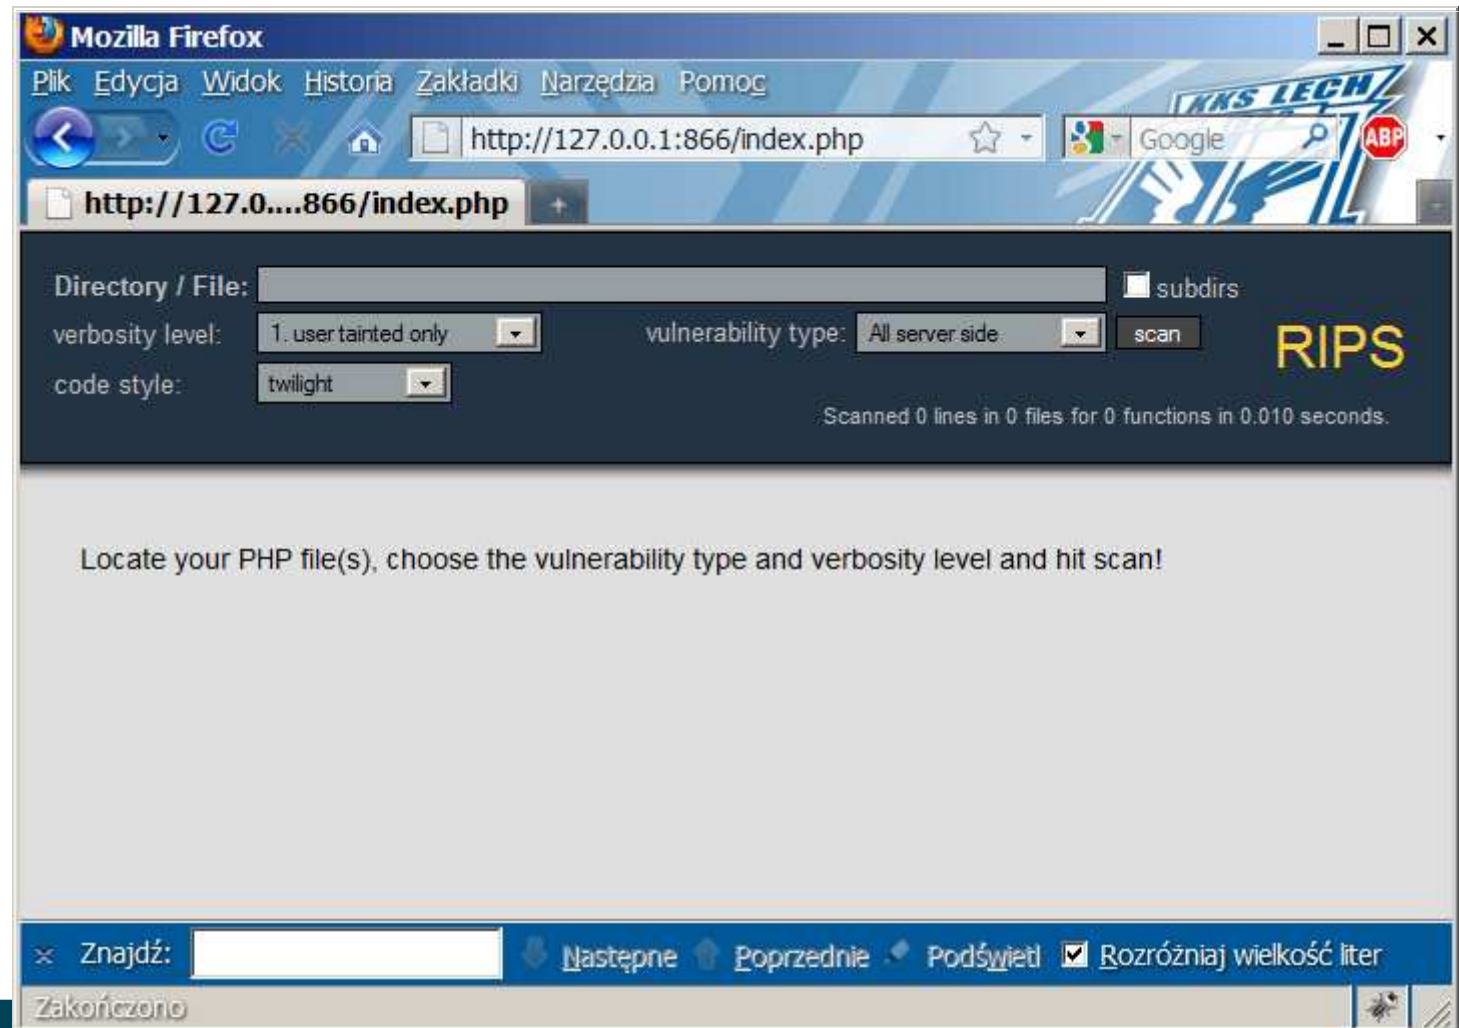 Mozilla Firefox
Plik Edycja Widok Historia Zakładki Narzędzia Pomoc
KKS LECH
http://127.0.0.1:866/index.php Google ABP
http://127.0....866/index.php
Directory / File: subdirs
verbosity level: 1. user tainted only vulnerability type: All server side scan
RIPS
code style: twilight
Scanned 0 lines in 0 files for 0 functions in 0.010 seconds.
Locate your PHP file(s), choose the vulnerability type and verbosity level and hit scan!
Znajdź: Następne Poprzednie Podświetl Rozróżniaj wielkość liter
Zakończono